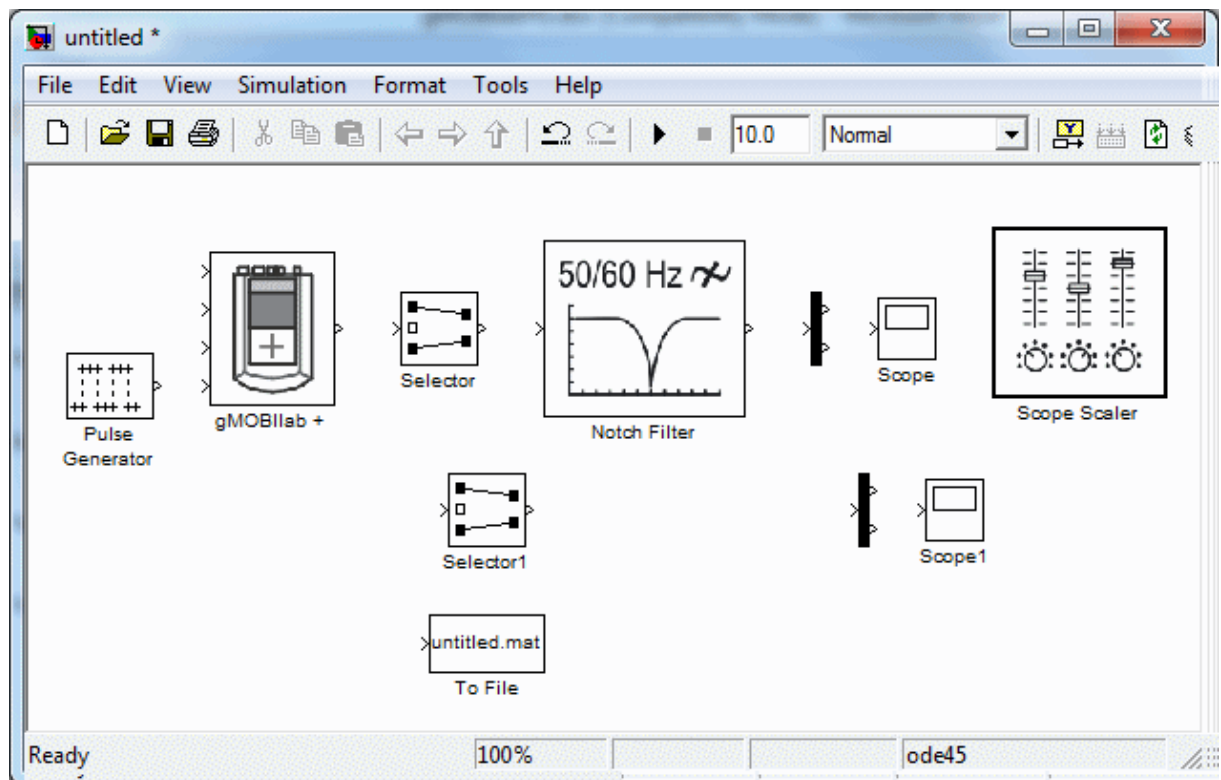 untitled *
File Edit View Simulation Format Tools Help
10.0 Normal
50/60 Hz
Pulse
Generator
gMOBIlab +
Selector
Notch Filter
Scope
Scope Scaler
Selector1
Scope1
untitled.mat
To File
Ready 100% ode45